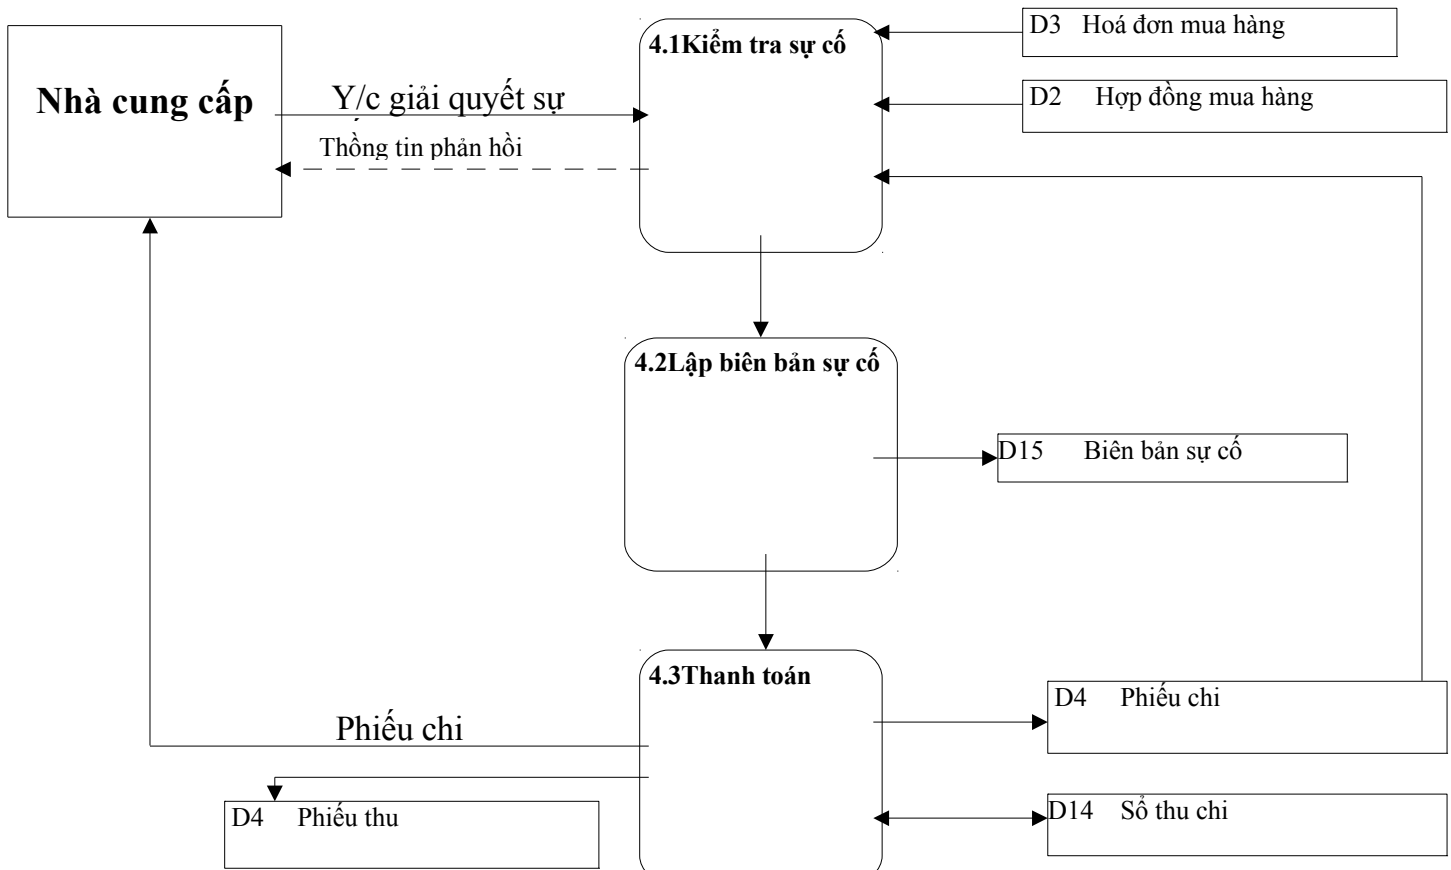 D3 Hoá đơn mua hàng
4.1Kiểm tra sự cố
Nhà cung cấp
Y/c giải quyết sự
D2 Hợp đồng mua hàng
Thồng tin phản hồi
4.2Lập biên bản sự cố
D15 Biên bản sự cố
4.3Thanh toán
D4 Phiếu chi
Phiếu chi
D4 Phiếu thu
D14 Sổ thu chi